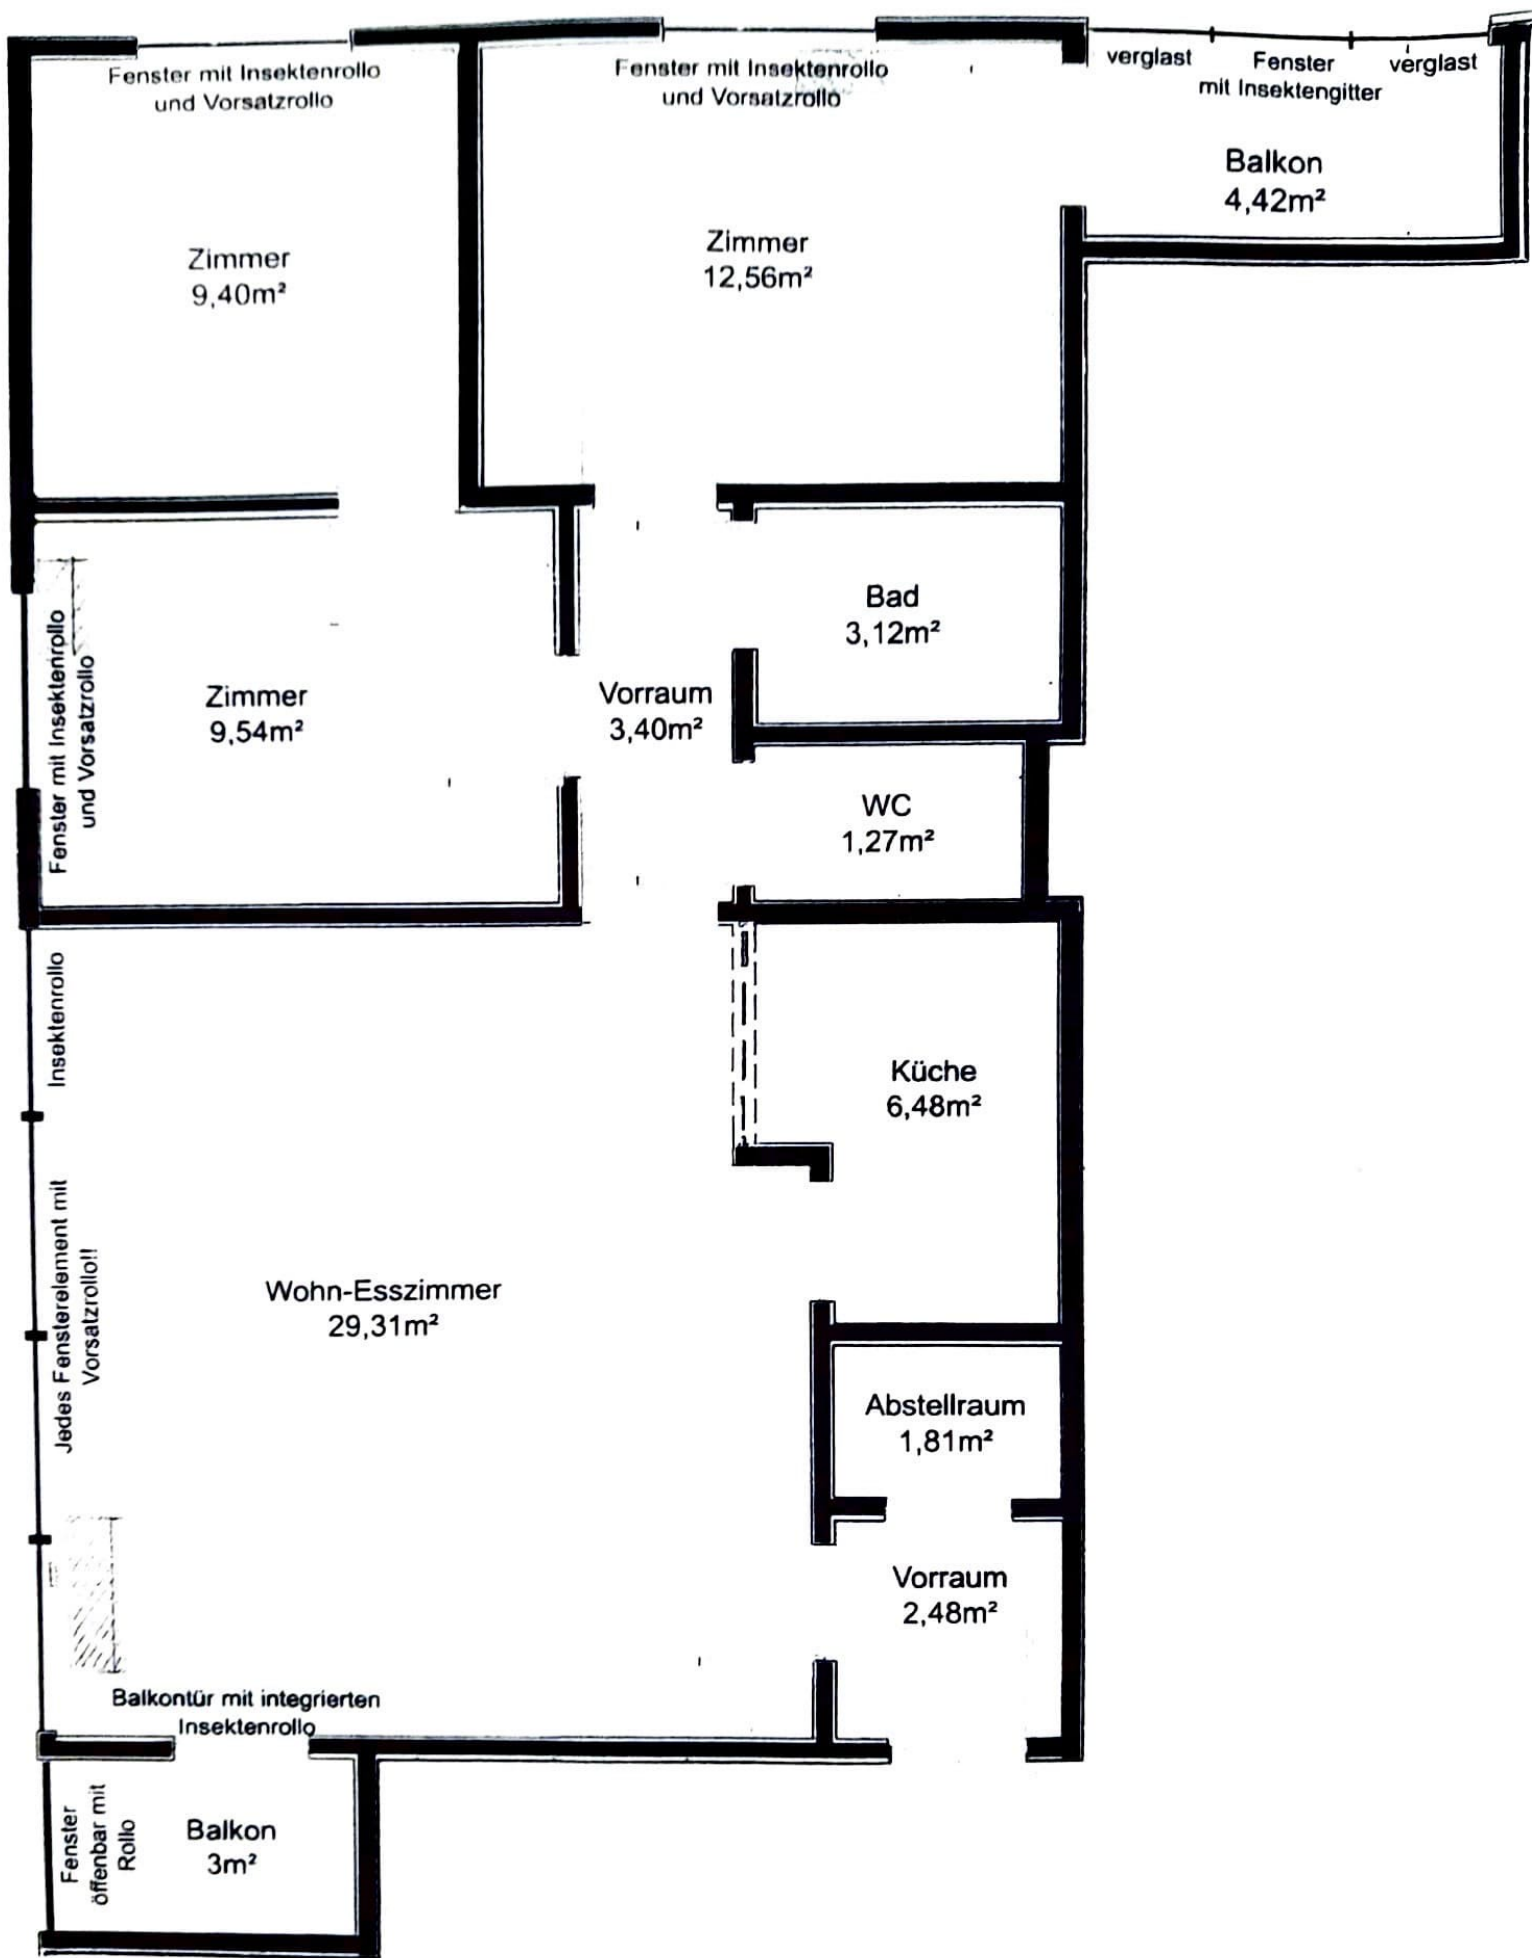 Fenster mit Insektenrollo
und Vorsatzrollo
Fenster mit Insektenrollo
und Vorsatzrollo
verglast
Fenster
mit Insektengitter
verglast
Balkon
4,42m²
Zimmer
9,40m²
Zimmer
12,56m²
Fenster mit Insektenrollo
und Vorsatzrollo
Zimmer
9,54m²
Vorraum
3,40m²
Bad
3,12m²
WC
1,27m²
Insektenrollo
Küche
6,48m²
Jedes Fensterelement mit
Vorsatzrollo!!
Wohn-Esszimmer
29,31m²
Abstellraum
1,81m²
Vorraum
2,48m²
Balkontür mit integrierten
Insektenrollo
Fenster
öffenbar mit
Rollo
Balkon
3m²